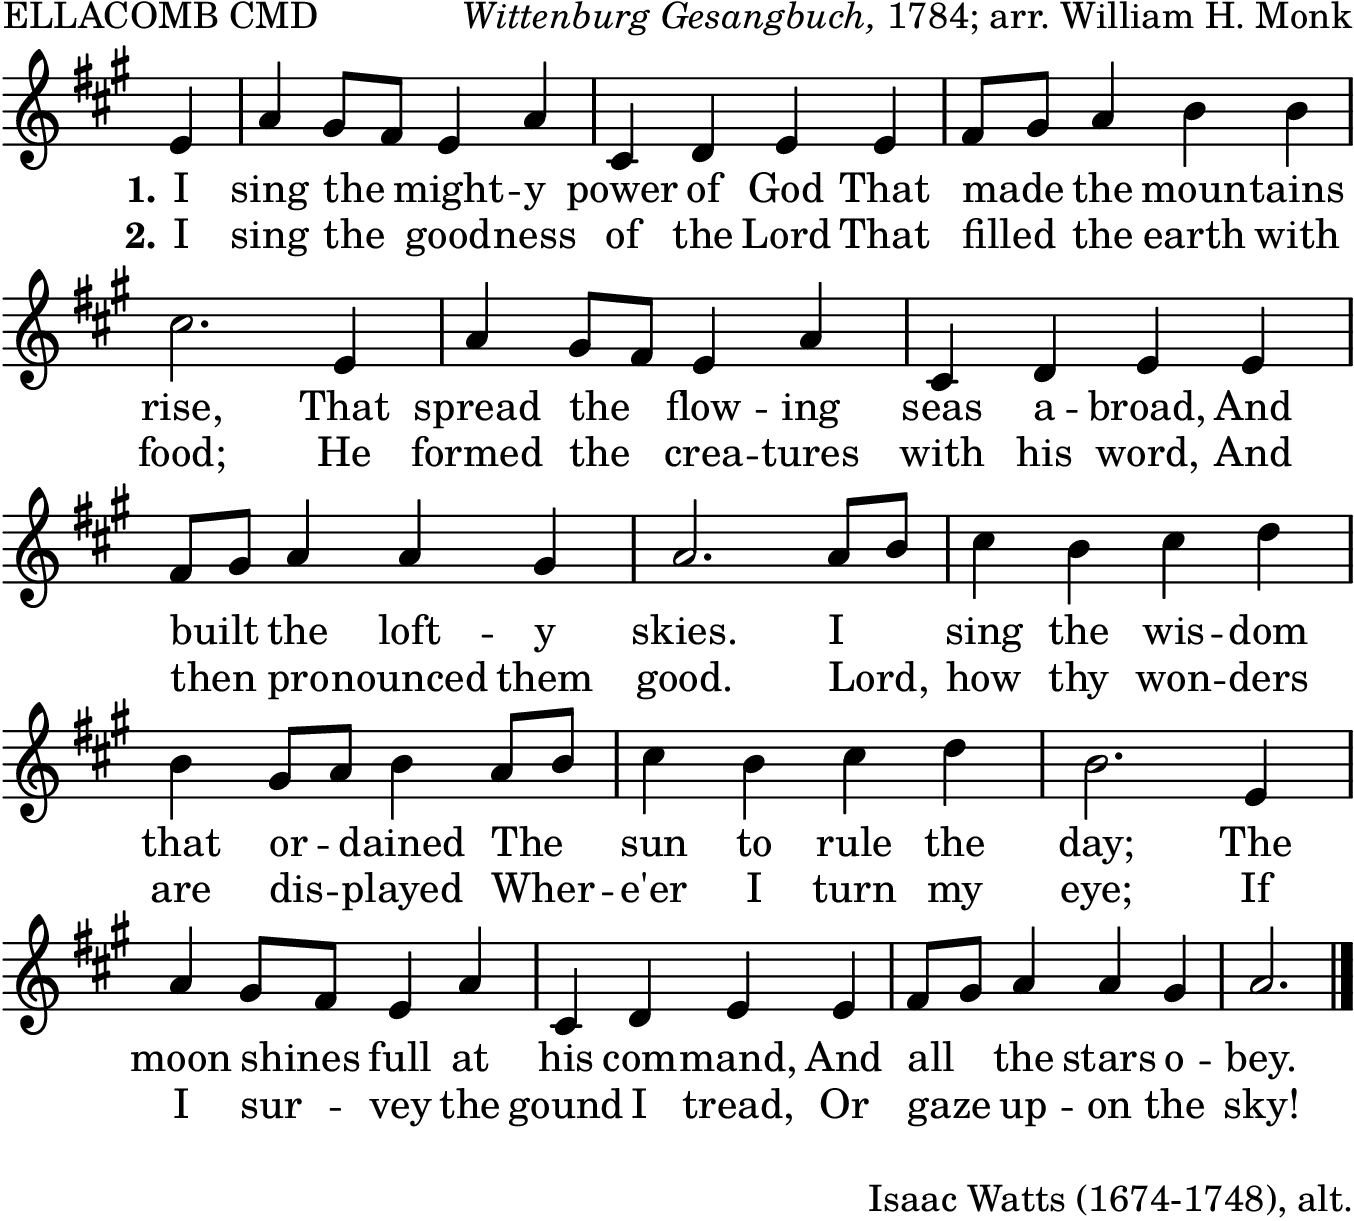 ELLACOMB CMD Wittenburg Gesangbuch, 1784; arr. William H. Monk
1. I sing the might -- y power of God That made the mountains
2. I sing the goodness of the Lord That filled the earth with
rise, That spread the flow -- ing seas a -- broad, And
food; He formed the crea -- tures with his word, And
built the loft -- y skies. I sing the wis -- dom
then pronounced them good. Lord, how thy won -- ders
that or -- dained The sun to rule the day; The
are dis -- played Wher -- e'er I turn my eye; If
moon shines full at his command, And all the stars o -- bey.
I sur -- vey the gound I tread, Or gaze up -- on the sky!
Isaac Watts (1674-1748), alt.